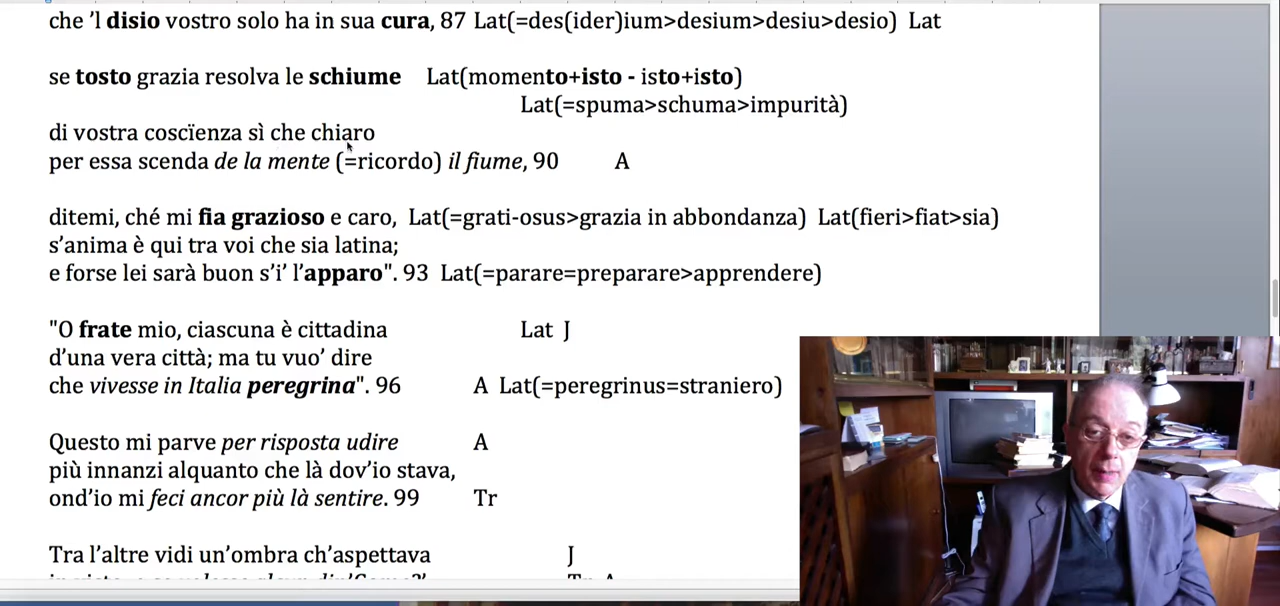 che ’l disio vostro solo ha in sua cura, 87 Lat(=des(ider)ium>desium>desiu>desio) Lat
se tosto grazia resolva le schiume Lat(momento+isto - isto+isto)
Lat(=spuma>schuma>impurità)
di vostra coscïenza sì che chiaro
per essa scenda de la mente (=ricordo) il fiume, 90 A
ditemi, ché mi fia grazioso e caro, Lat(=grati-osus>grazia in abbondanza) Lat(fieri>fiat>sia)
s’anima è qui tra voi che sia latina;
e forse lei sarà buon s’i’ l’apparo". 93 Lat(=parare=preparare>apprendere)
"O frate mio, ciascuna è cittadina Lat J
d’una vera città; ma tu vuo’ dire
che vivesse in Italia peregrina". 96 A Lat(=peregrinus=straniero)
Questo mi parve per risposta udire A
più innanzi alquanto che là dov’io stava,
ond’io mi feci ancor più là sentire. 99 Tr
Tra l’altre vidi un’ombra ch’aspettava J